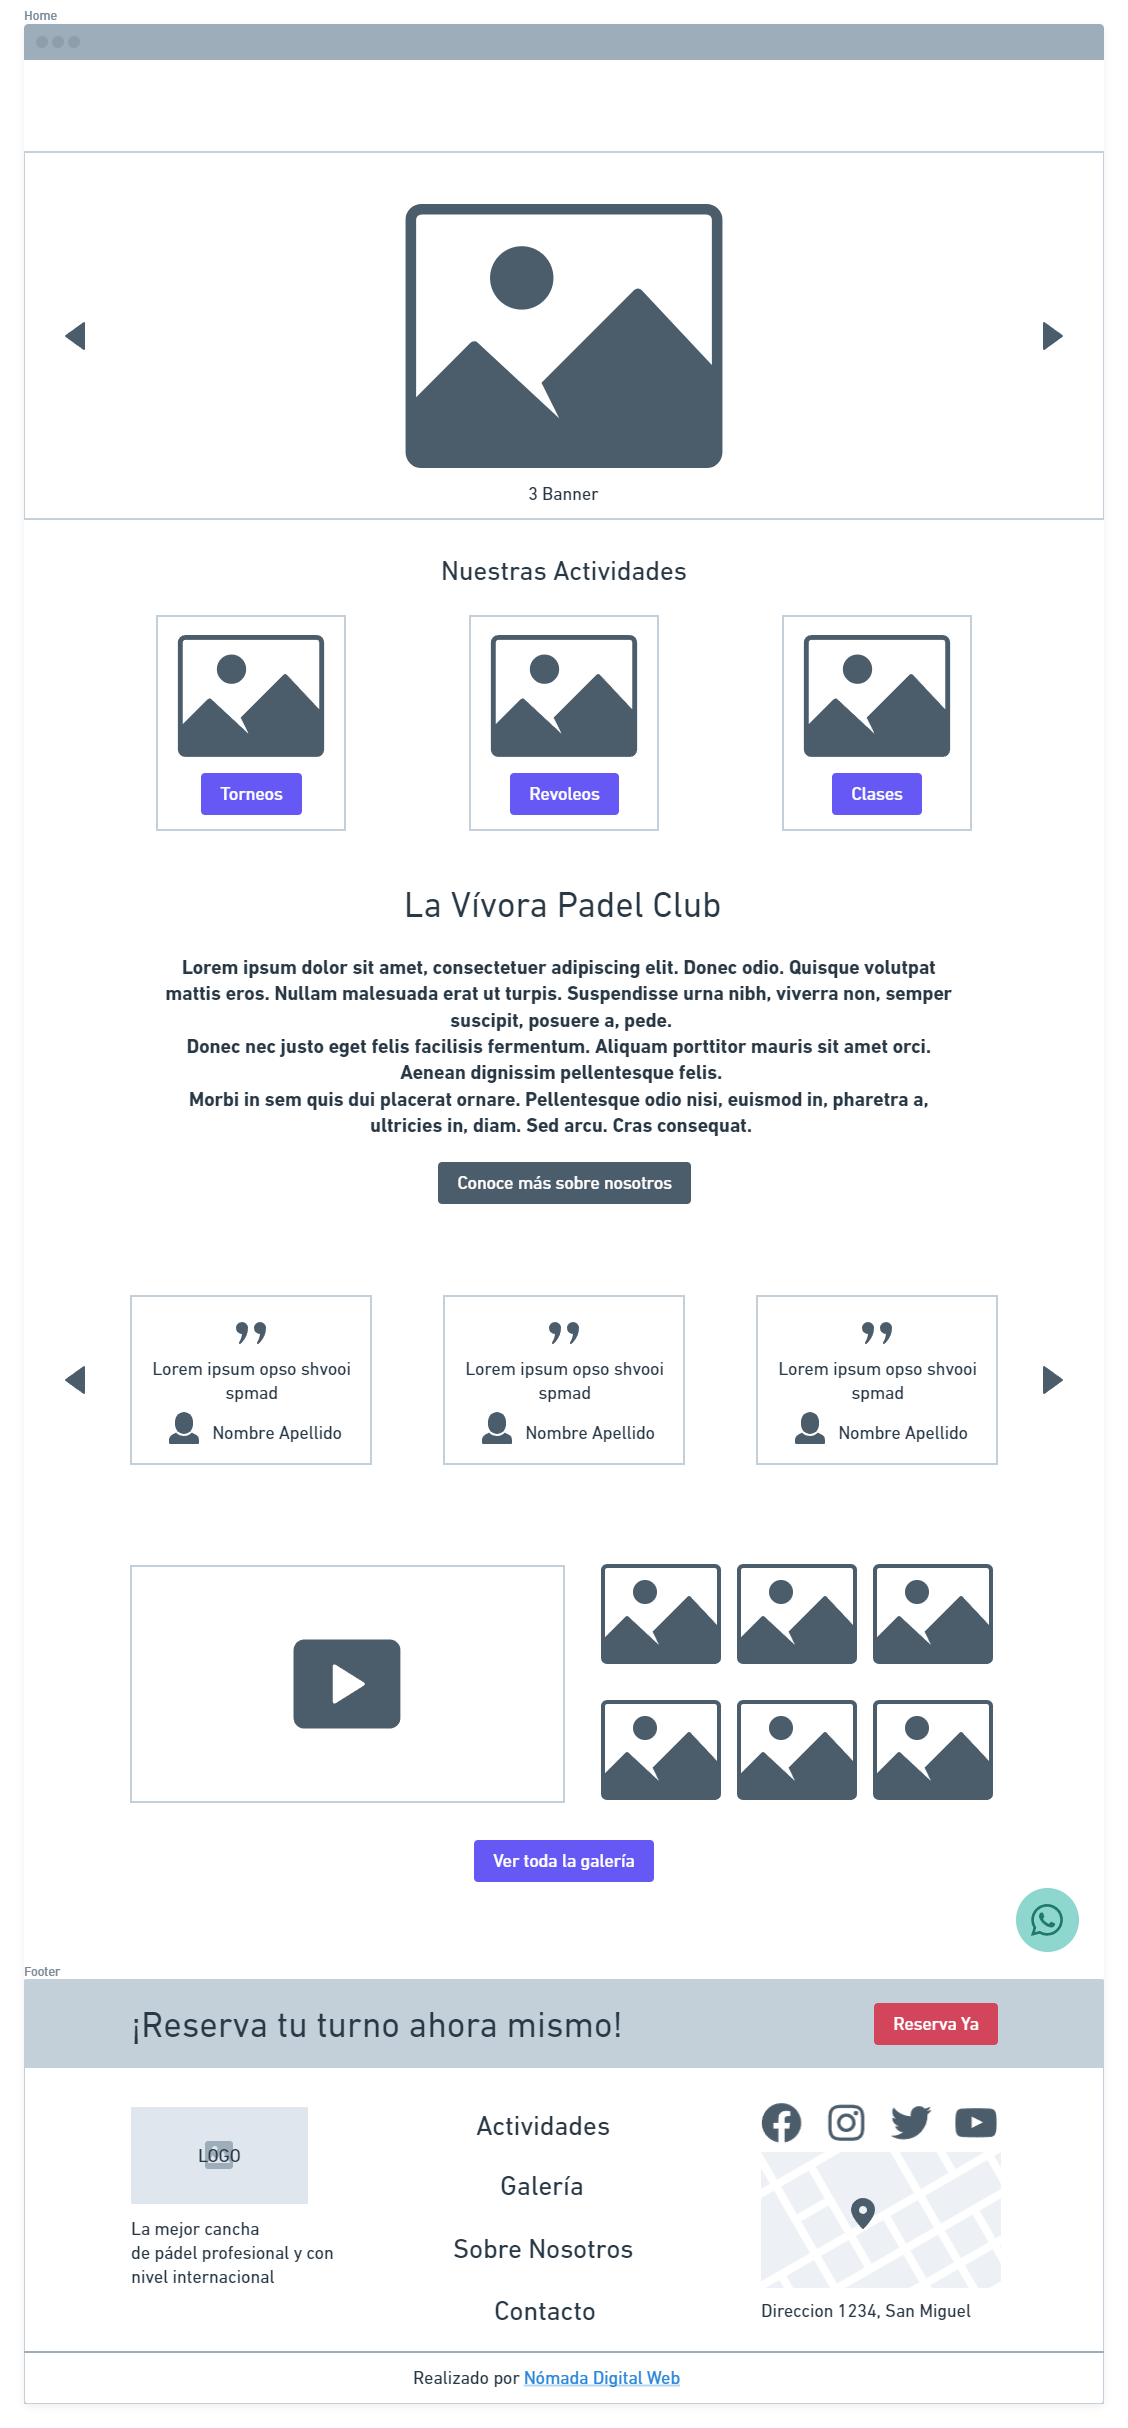 Home
3 Banner
Nuestras Actividades
Torneos
Revoleos
Clases
La Vívora Padel Club
Lorem ipsum dolor sit amet, consectetuer adipiscing elit. Donec odio. Quisque volutpat
mattis eros. Nullam malesuada erat ut turpis. Suspendisse urna nibh, viverra non, semper
suscipit, posuere a, pede.
Donec nec justo eget felis facilisis fermentum. Aliquam porttitor mauris sit amet orci.
Aenean dignissim pellentesque felis.
Morbi in sem quis dui placerat ornare. Pellentesque odio nisi, euismod in, pharetra a,
ultricies in, diam. Sed arcu. Cras consequat.
Conoce más sobre nosotros
Lorem ipsum opso shvooi
spmad
Nombre Apellido
Lorem ipsum opso shvooi
spmad
Nombre Apellido
Lorem ipsum opso shvooi
spmad
Nombre Apellido
Ver toda la galería
Footer
¡Reserva tu turno ahora mismo!
Reserva Ya
LOGO
La mejor cancha
de pádel profesional y con
nivel internacional
Actividades
Galería
Sobre Nosotros
Contacto
Direccion 1234, San Miguel
Realizado por Nómada Digital Web